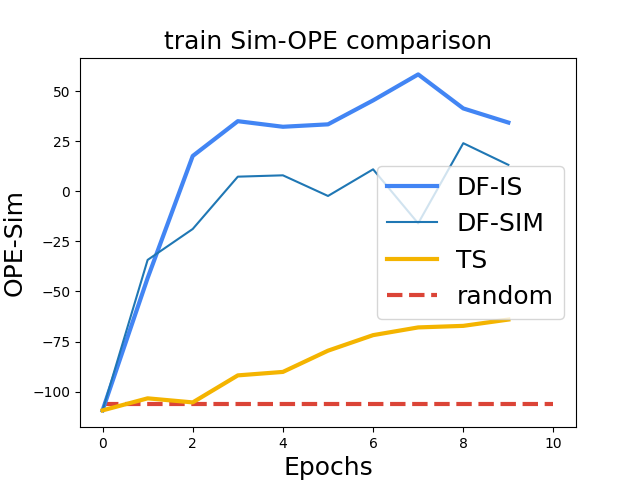 train Sim-OPE comparison
OPE-Sim
50
25
0
−25
−50
−75
−100
DF-IS
DF-SIM
TS
random
0 2 4 6 8 10
Epochs